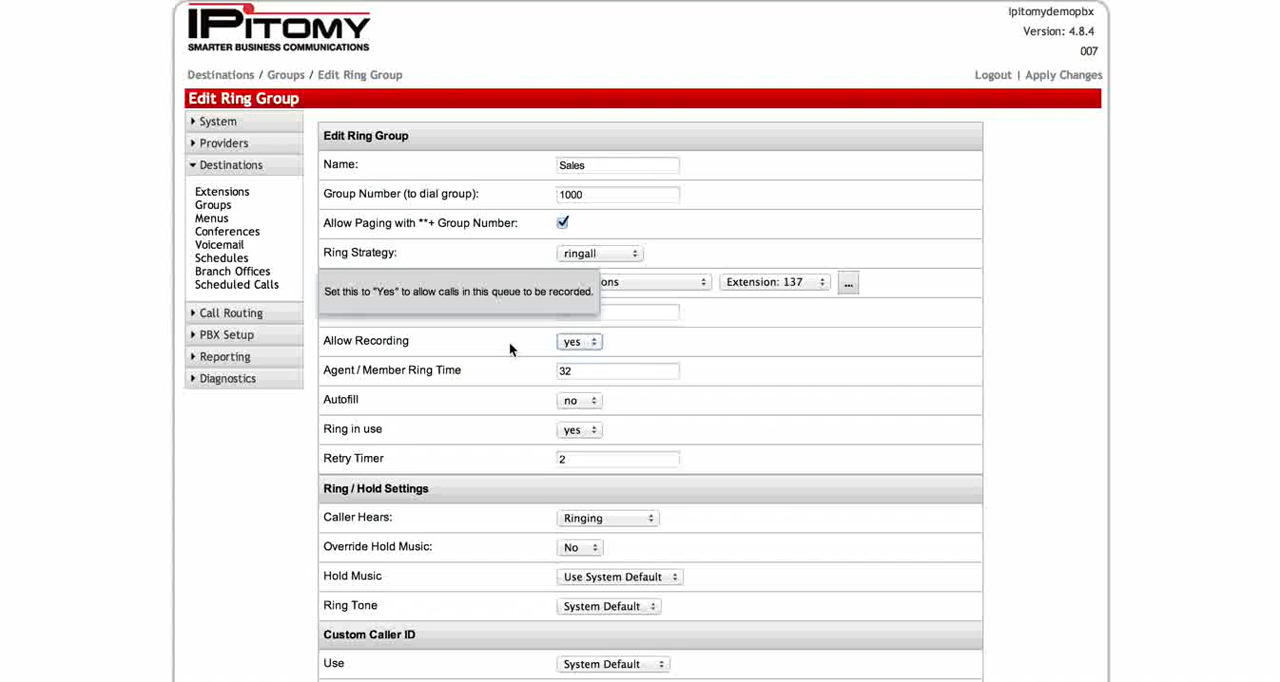 IPITOMY
SMARTER BUSINESS COMMUNICATIONS
Ipitomydemopbx
Version: 4.8.4
007
Destinations / Groups / Edit Ring Group
Logout | Apply Changes
Edit Ring Group
System
Providers
Destinations
Extensions
Groups
Menus
Conferences
Voicemail
Schedules
Branch Offices
Scheduled Calls
Call Routing
PBX Setup
Reporting
Diagnostics
Edit Ring Group
Name: Sales
Group Number (to dial group): 1000
Allow Paging with **+ Group Number:
Ring Strategy: ringall
Extension: 137 ...
Set this to "Yes" to allow calls in this queue to be recorded.
Allow Recording yes
Agent / Member Ring Time 32
Autofill no
Ring in use yes
Retry Timer 2
Ring / Hold Settings
Caller Hears: Ringing
Override Hold Music: No
Hold Music Use System Default
Ring Tone System Default
Custom Caller ID
Use System Default